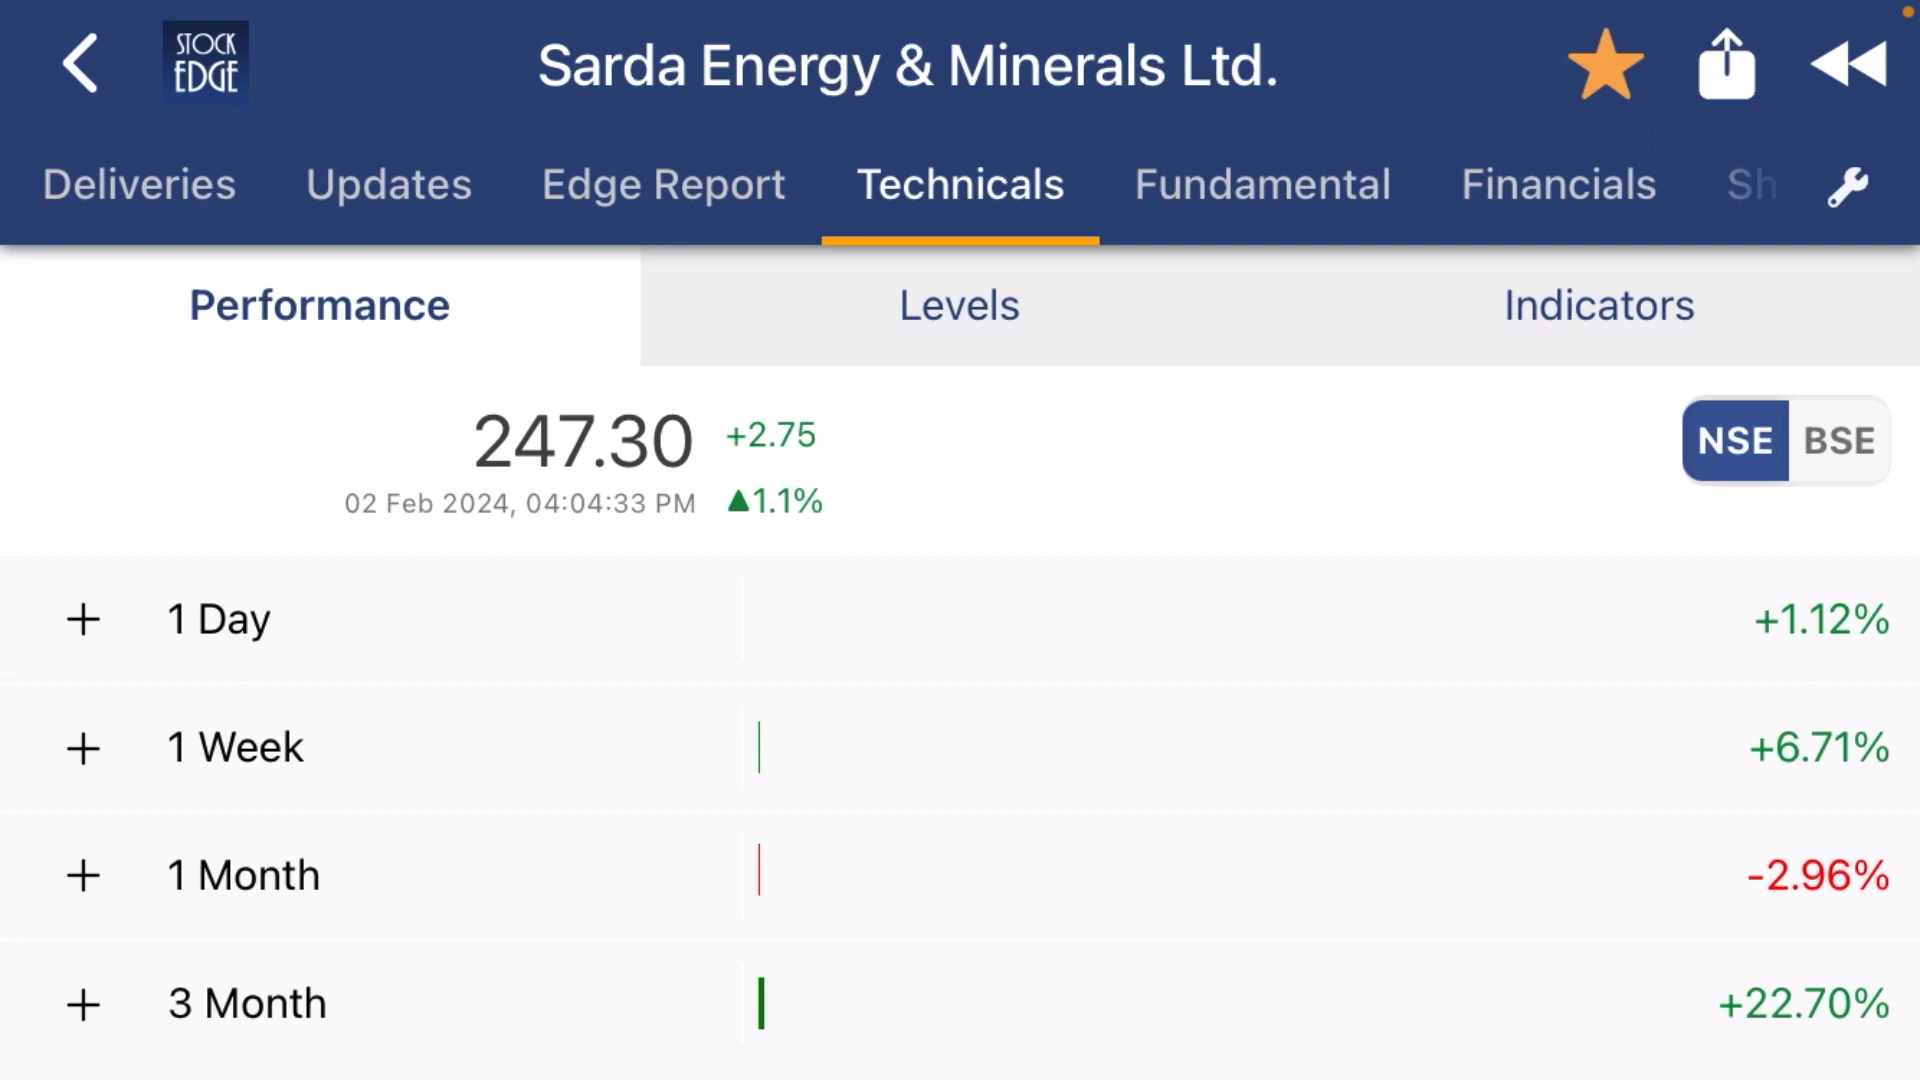 STOCK
EDGE
Sarda Energy & Minerals Ltd.
Deliveries Updates Edge Report Technicals Fundamental Financials Sh
Performance Levels Indicators
247.30 +2.75
02 Feb 2024, 04:04:33 PM ▲1.1%
NSE BSE
+ 1 Day +1.12%
+ 1 Week +6.71%
+ 1 Month -2.96%
+ 3 Month +22.70%